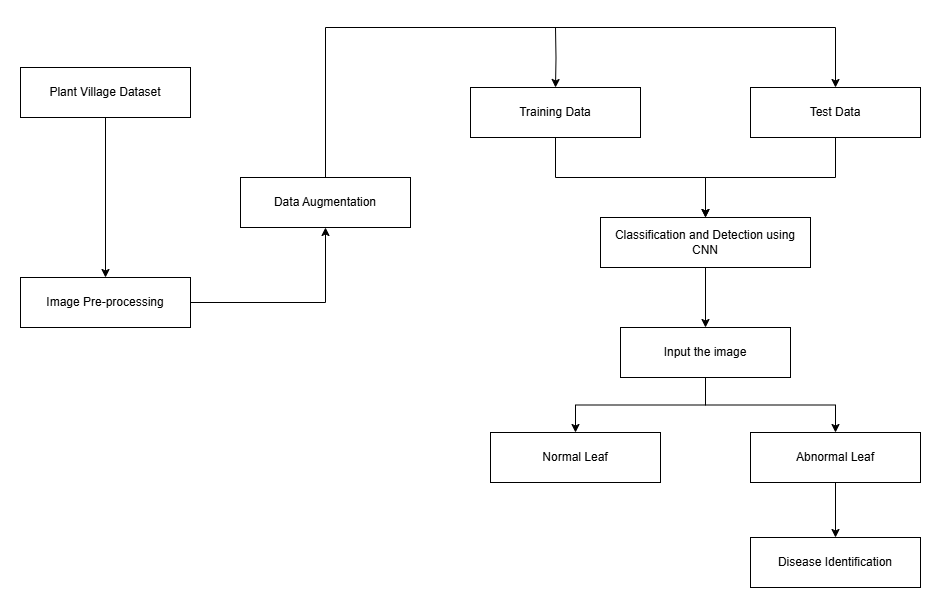 Plant Village Dataset
Image Pre-processing
Data Augmentation
Training Data
Test Data
Classification and Detection using
CNN
Input the image
Normal Leaf
Abnormal Leaf
Disease Identification